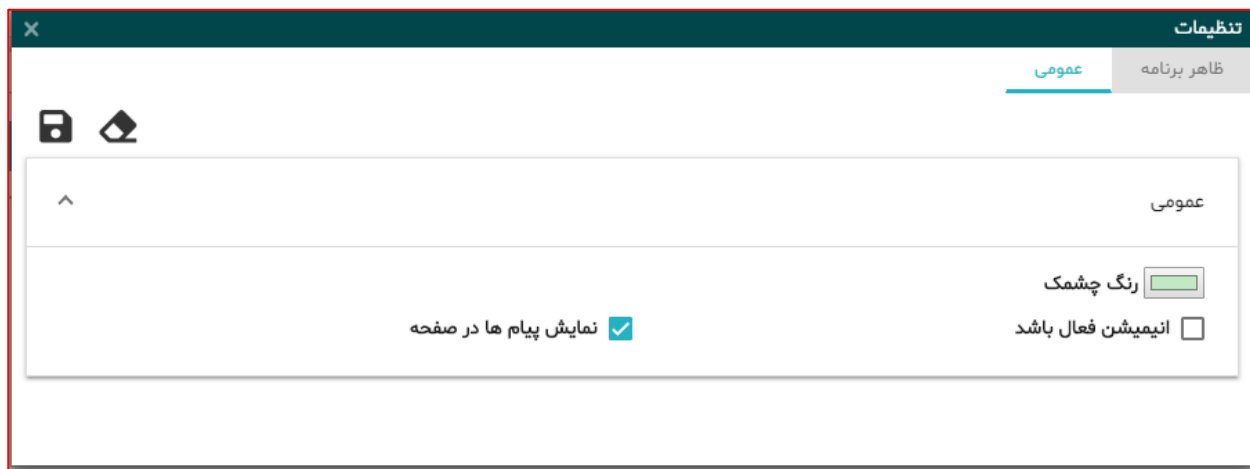 تنظیمات
ظاهر برنامه عمومی
عمومی
رنگ چشمک
انیمیشن فعال باشد نمایش پیام ها در صفحه